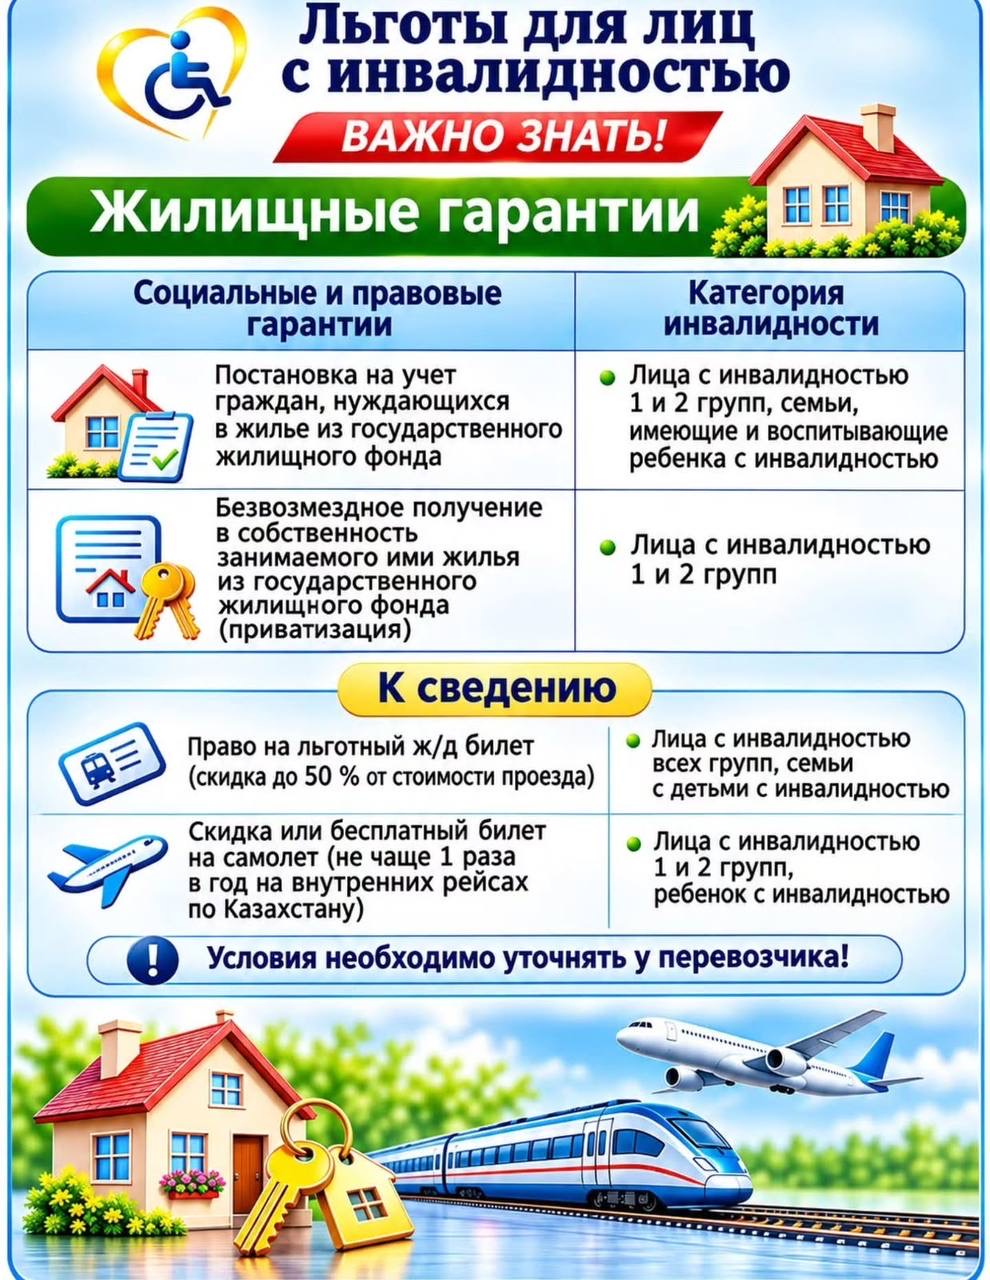 Льготы для лиц
с инвалидностью
ВАЖНО ЗНАТЬ!
Жилищные гарантии
Социальные и правовые
гарантии
Категория
инвалидности
Постановка на учет
граждан, нуждающихся
в жилье из государственного
жилищного фонда
Лица с инвалидностью
1 и 2 групп, семьи,
имеющие и воспитывающие
ребенка с инвалидностью
Безвозмездное получение
в собственность
занимаемого ими жилья
из государственного
жилищного фонда
(приватизация)
Лица с инвалидностью
1 и 2 групп
К сведению
Право на льготный ж/д билет
(скидка до 50 % от стоимости проезда)
Лица с инвалидностью
всех групп, семьи
с детьми с инвалидностью
Скидка или бесплатный билет
на самолет (не чаще 1 раза
в год на внутренних рейсах
по Казахстану)
Лица с инвалидностью
1 и 2 групп,
ребенок с инвалидностью
! Условия необходимо уточнять у перевозчика!